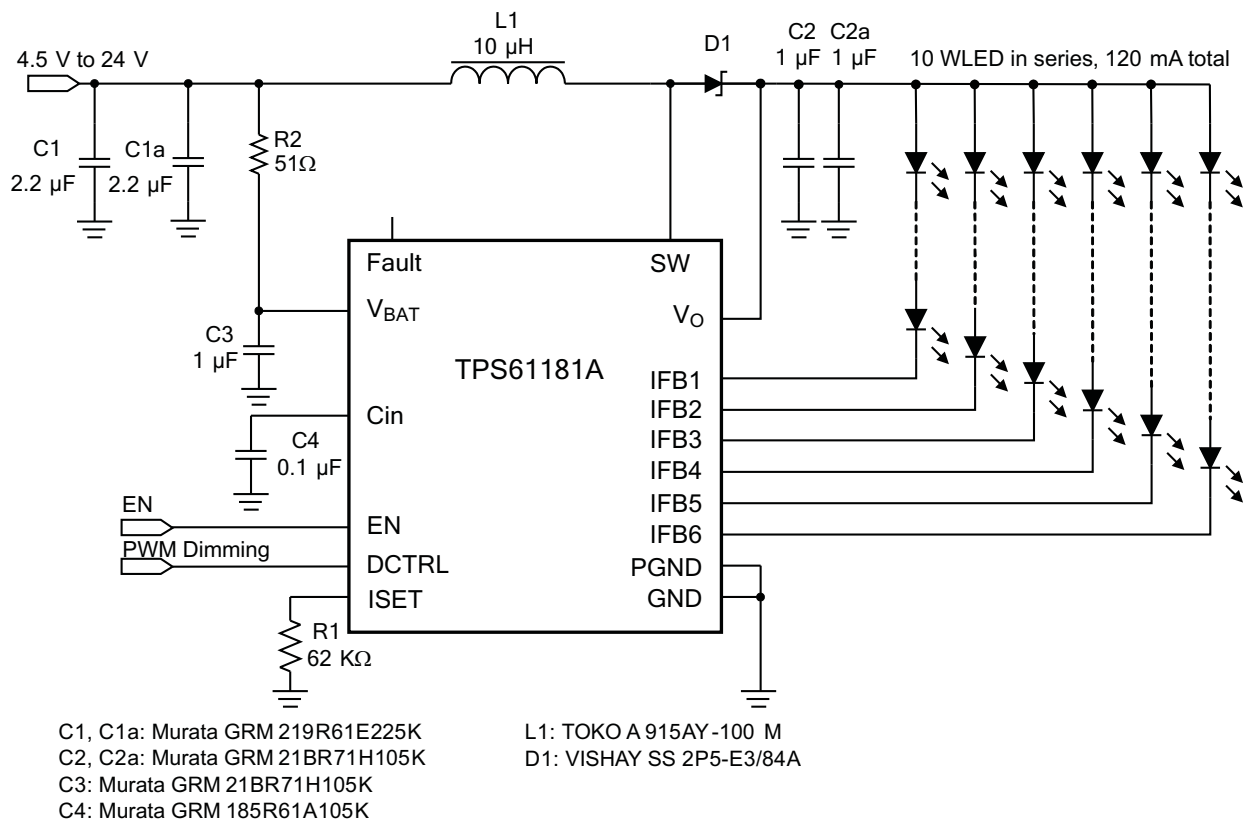 L1
10 µH
D1
C2
1 µF
C2a
1 µF
4.5 V to 24 V
10 WLED in series, 120 mA total
C1
2.2 µF
C1a
2.2 µF
R2
51Ω
Fault
SW
VBAT
VO
C3
1 µF
TPS61181A
IFB1
IFB2
IFB3
IFB4
IFB5
IFB6
Cin
C4
0.1 µF
EN
EN
PWM Dimming
DCTRL
PGND
ISET
GND
R1
62 KΩ
C1, C1a: Murata GRM 219R61E225K
C2, C2a: Murata GRM 21BR71H105K
C3: Murata GRM 21BR71H105K
C4: Murata GRM 185R61A105K
L1: TOKO A 915AY-100 M
D1: VISHAY SS 2P5-E3/84A